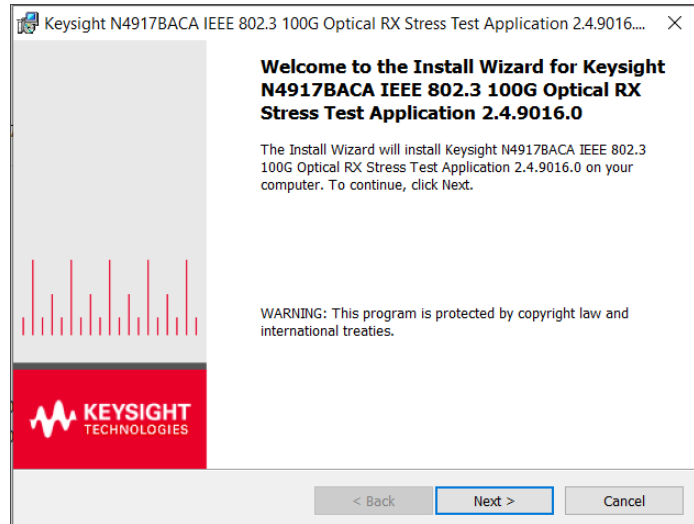 Keysight N4917BACA IEEE 802.3 100G Optical RX Stress Test Application 2.4.9016....
Welcome to the Install Wizard for Keysight
N4917BACA IEEE 802.3 100G Optical RX
Stress Test Application 2.4.9016.0
The Install Wizard will install Keysight N4917BACA IEEE 802.3
100G Optical RX Stress Test Application 2.4.9016.0 on your
computer. To continue, click Next.
WARNING: This program is protected by copyright law and
international treaties.
KEYSIGHT
TECHNOLOGIES
< Back
Next >
Cancel